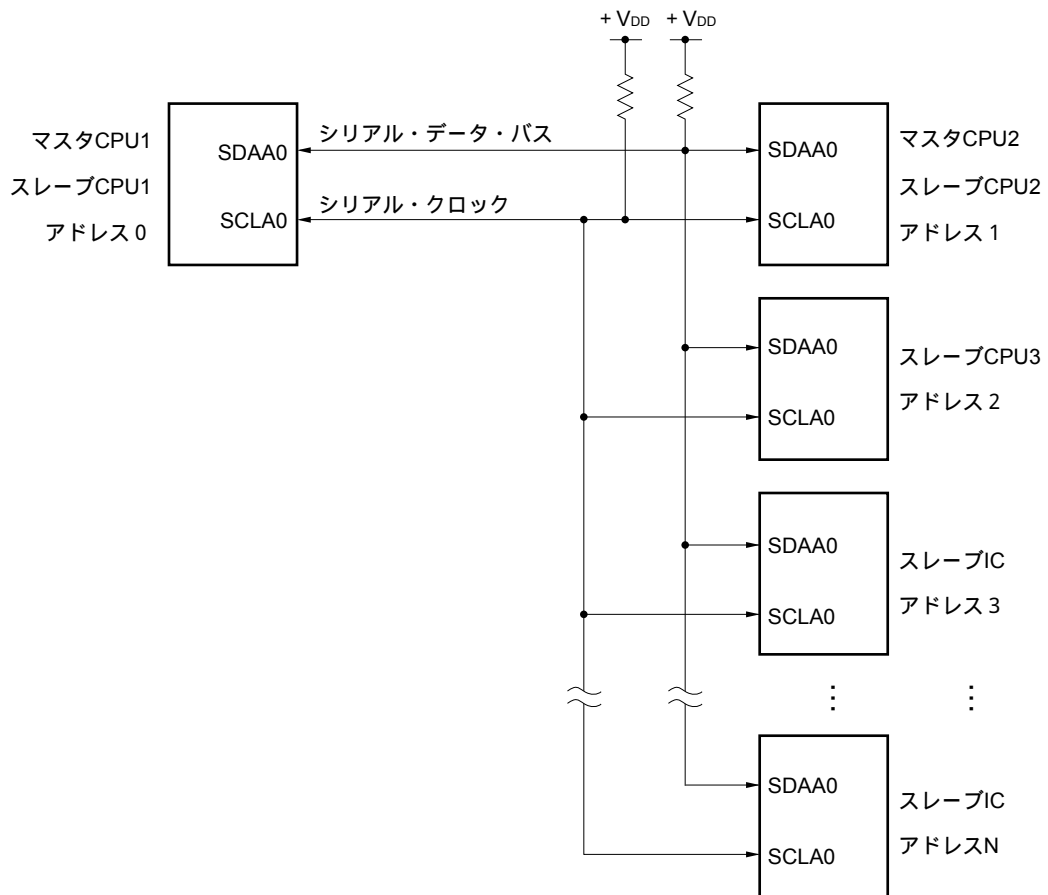 + VDD
+ VDD
マスタCPU1
スレーブCPU1
アドレス 0
SDAA0
SCLA0
シリアル・データ・バス
シリアル・クロック
SDAA0
SCLA0
マスタCPU2
スレーブCPU2
アドレス 1
SDAA0
SCLA0
スレーブCPU3
アドレス 2
SDAA0
SCLA0
スレーブIC
アドレス 3
SDAA0
SCLA0
スレーブIC
アドレスN